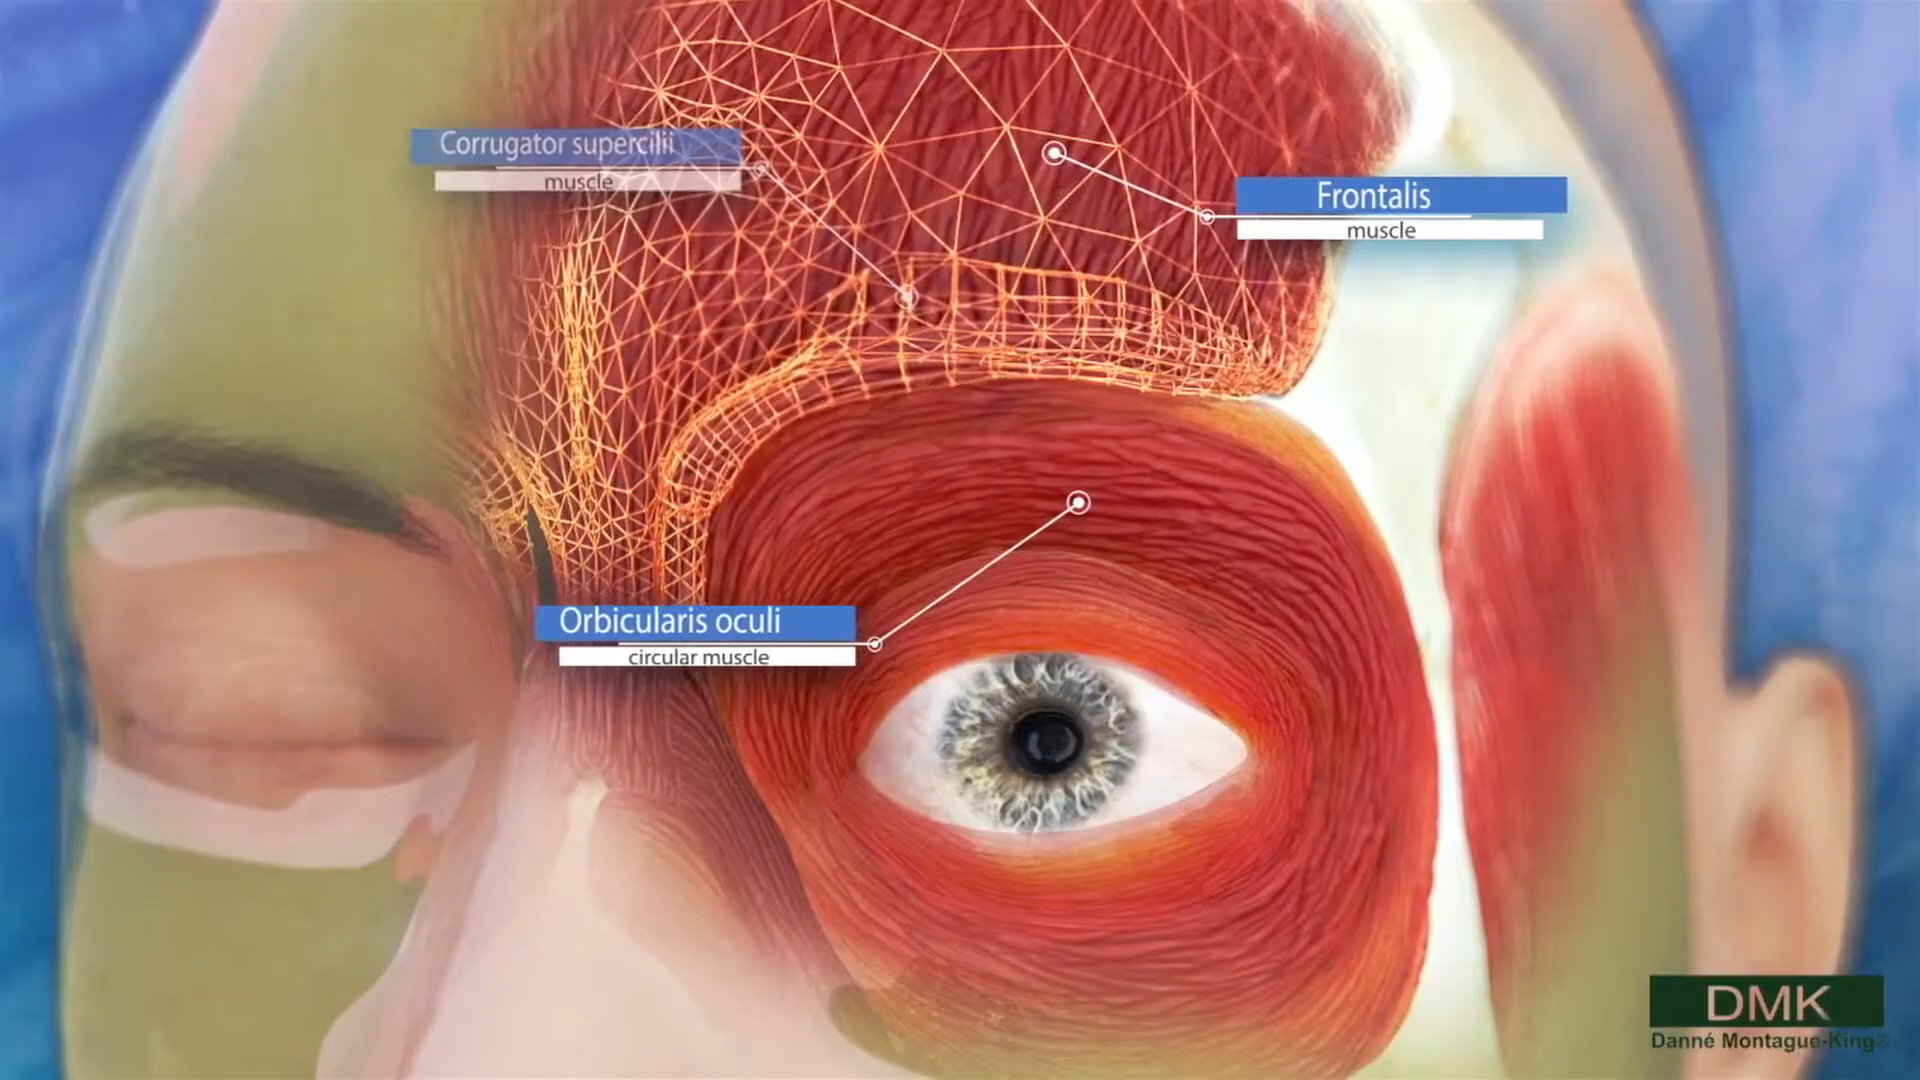 Corrugator supercilii
muscle
Frontalis
muscle
Orbicularis oculi
circular muscle
DMK
Danné Montague-King®